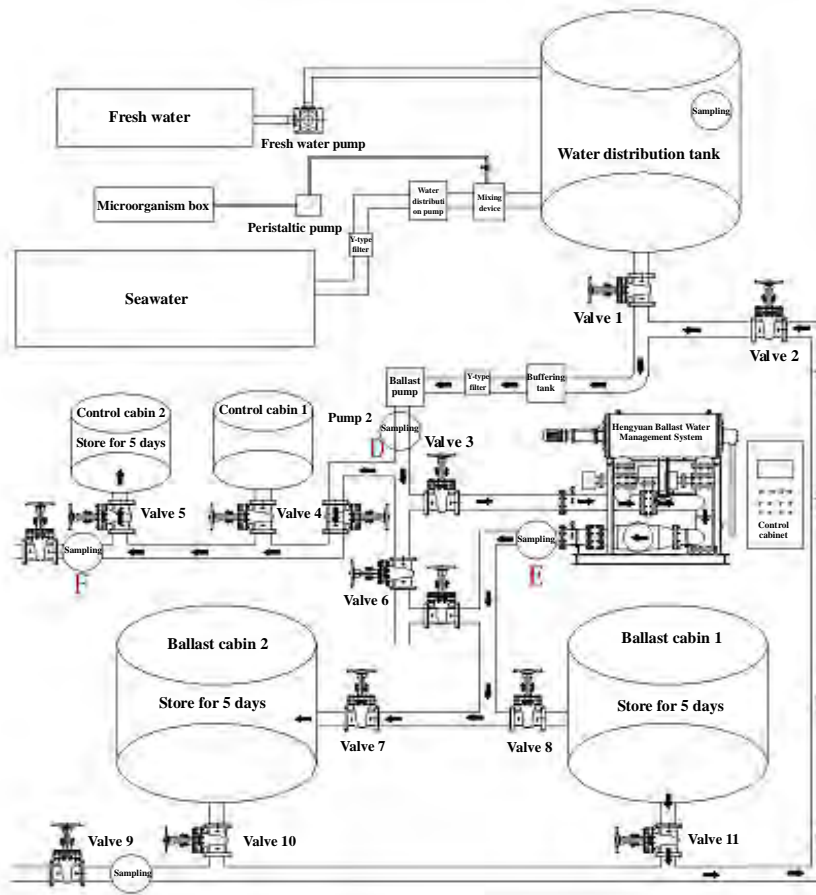 Sampling
Fresh water
Fresh water pump
Water distribution tank
Microorganism box
Peristaltic pump
Water
distributi
on pump
Mixing
device
Y-type
filter
Seawater
Valve 1
Valve 2
Ballast
pump
Y-type
filter
Buffering
tank
Control cabin 2
Store for 5 days
Control cabin 1
Pump 2
Sampling
D
Valve 3
Hengyuan Ballast Water
Management System
Control
cabinet
Valve 5
Valve 4
Sampling
F
Sampling
E
Valve 6
Ballast cabin 2
Store for 5 days
Ballast cabin 1
Store for 5 days
Valve 7
Valve 8
Valve 9
Sampling
Valve 10
Valve 11